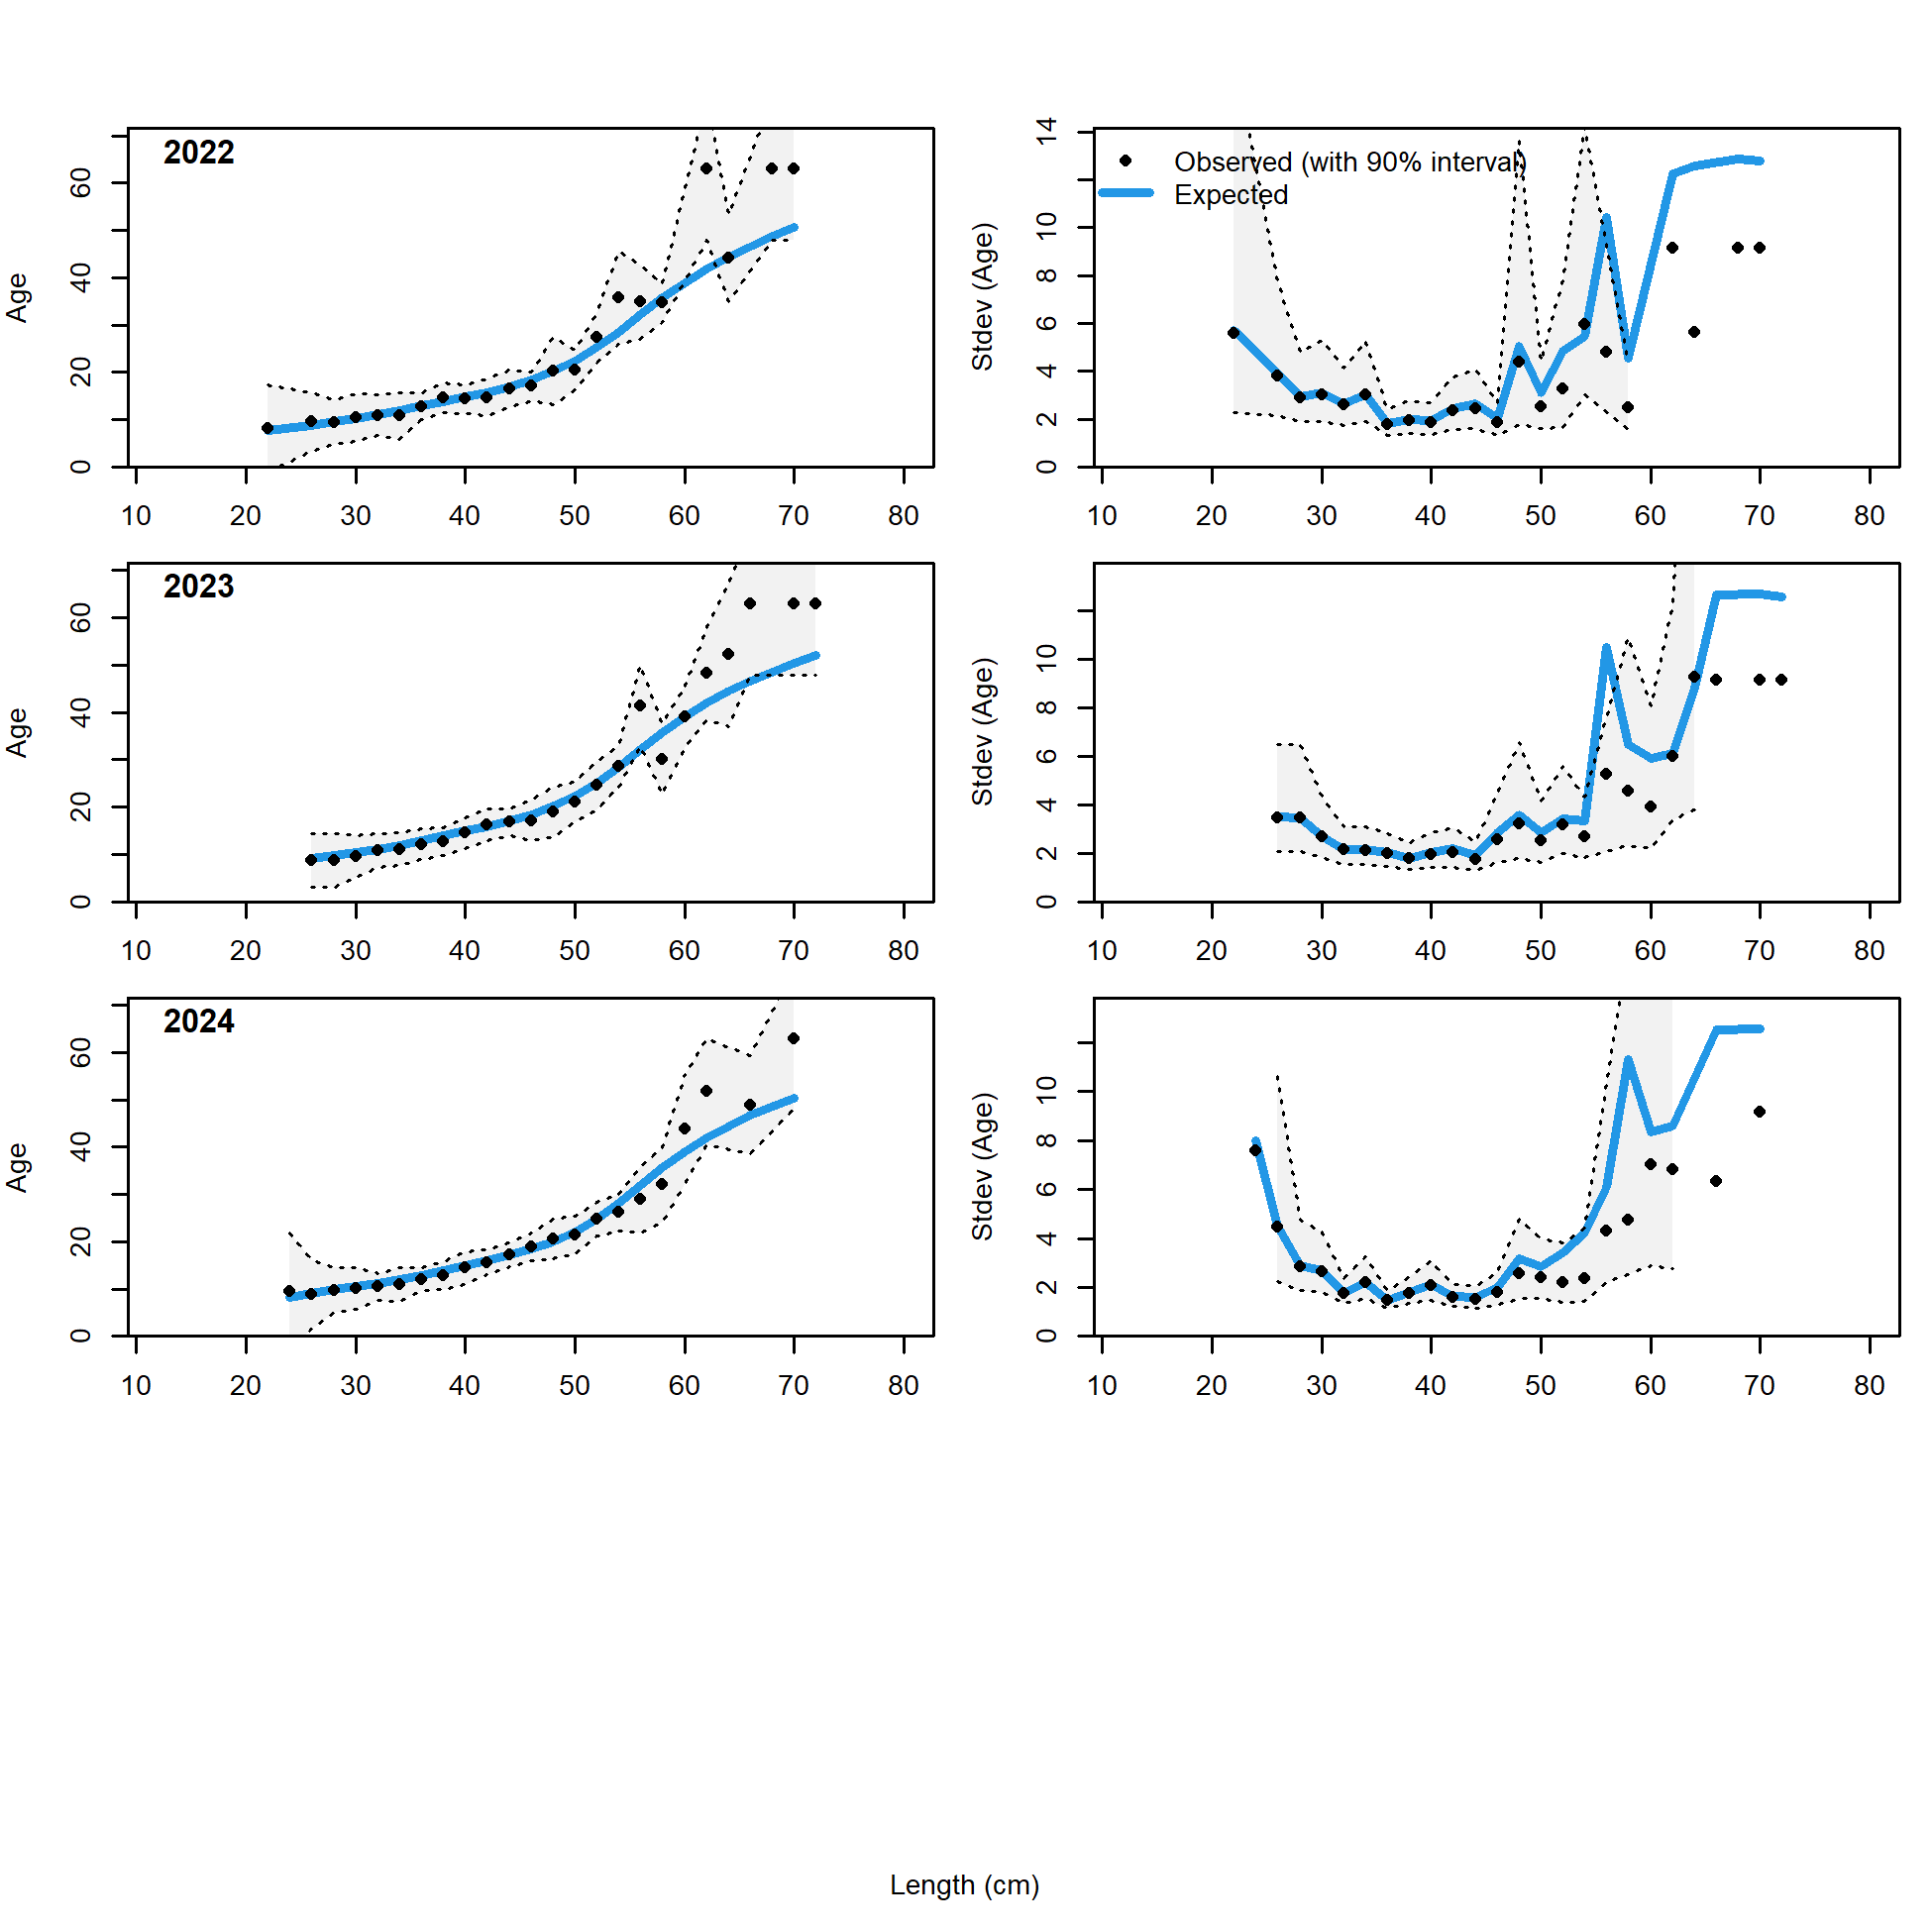 2022
Age
0 20 40 60
10 20 30 40 50 60 70 80
Observed (with 90% interval)
Expected
Stdev (Age)
0 2 4 6 8 10 14
10 20 30 40 50 60 70 80
2023
Age
0 20 40 60
10 20 30 40 50 60 70 80
Stdev (Age)
0 2 4 6 8 10
10 20 30 40 50 60 70 80
2024
Age
0 20 40 60
10 20 30 40 50 60 70 80
Stdev (Age)
0 2 4 6 8 10
10 20 30 40 50 60 70 80
Length (cm)